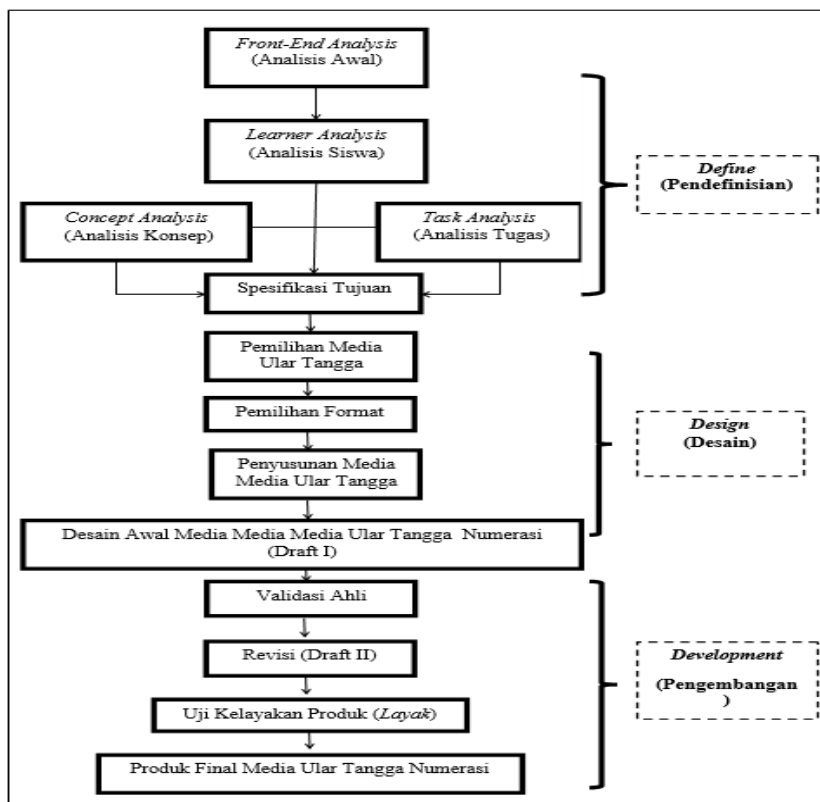 Front-End Analysis
(Analisis Awal)
Learner Analysis
(Analisis Siswa)
Define
(Pendefinisian)
Concept Analysis
(Analisis Konsep)
Task Analysis
(Analisis Tugas)
Spesifikasi Tujuan
Pemilihan Media
Ular Tangga
Pemilihan Format
Design
(Desain)
Penyusunan Media
Media Ular Tangga
Desain Awal Media Media Media Ular Tangga Numerasi
(Draft I)
Validasi Ahli
Revisi (Draft II)
Development
(Pengembangan
)
Uji Kelayakan Produk (Layak)
Produk Final Media Ular Tangga Numerasi